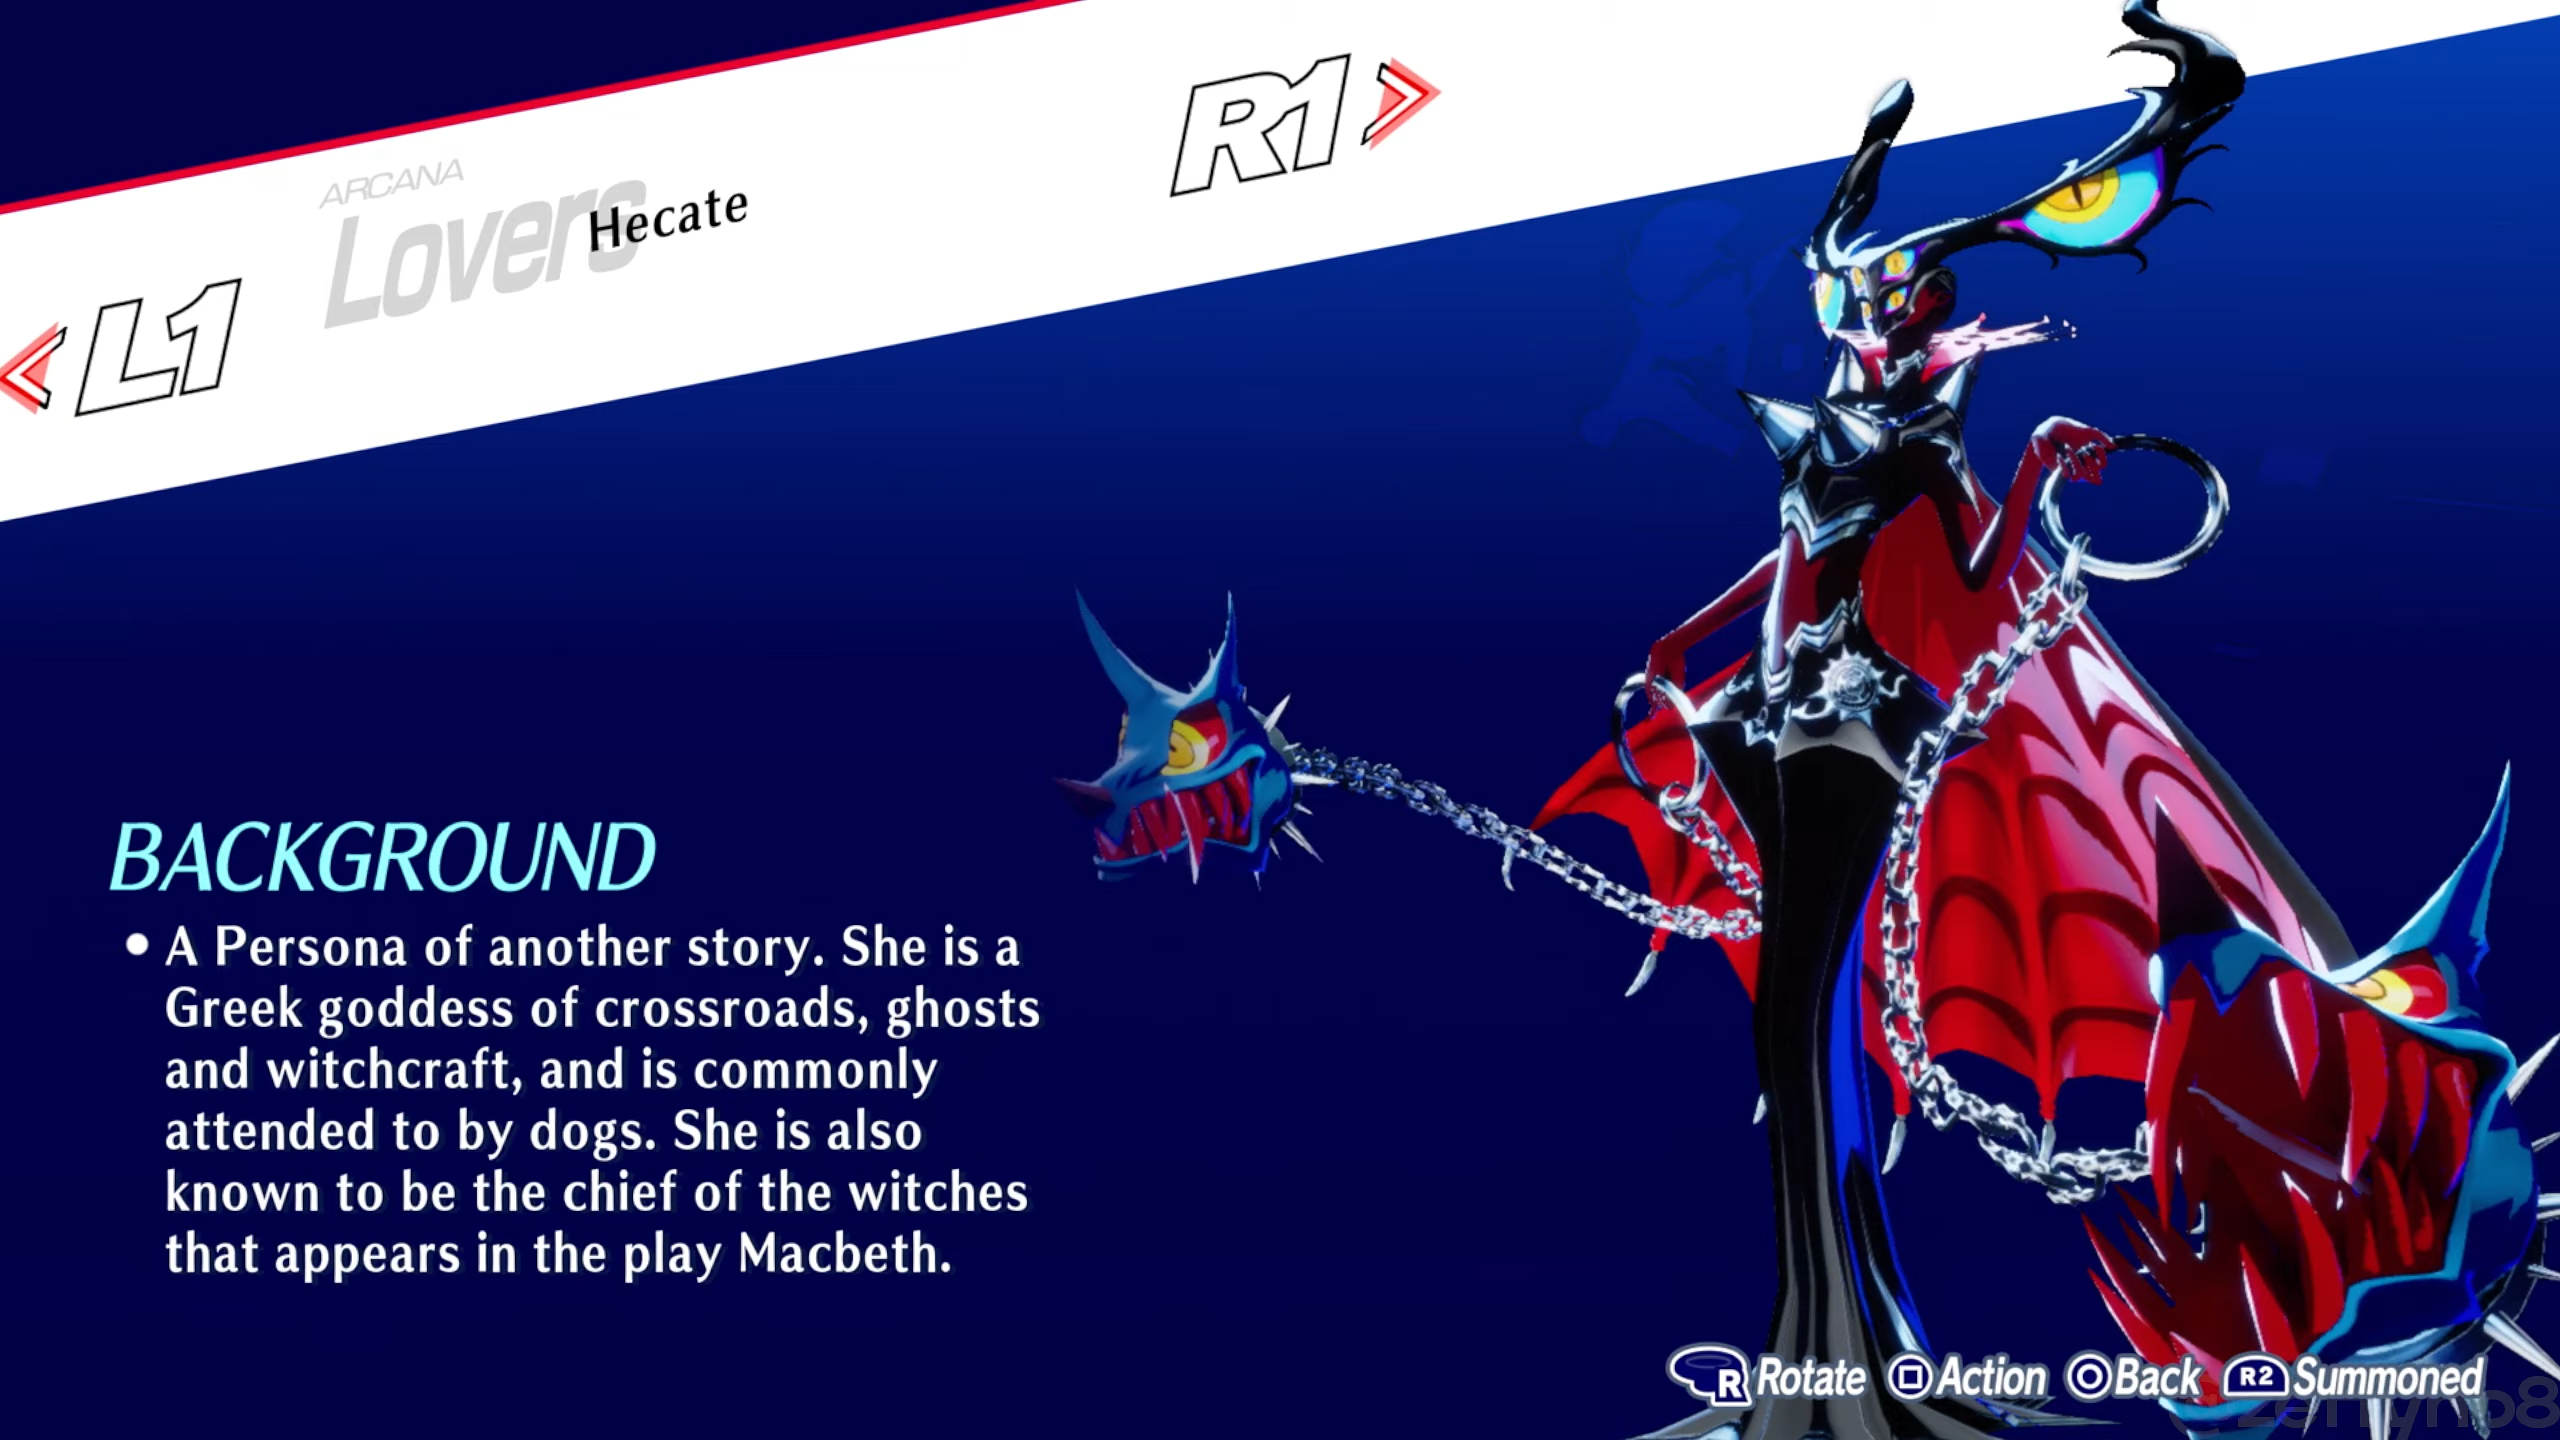 R1
ARCANA
Lovers
Hecate
L1
BACKGROUND
• A Persona of another story. She is a
Greek goddess of crossroads, ghosts
and witchcraft, and is commonly
attended to by dogs. She is also
known to be the chief of the witches
that appears in the play Macbeth.
R Rotate Action Back R2 Summoned